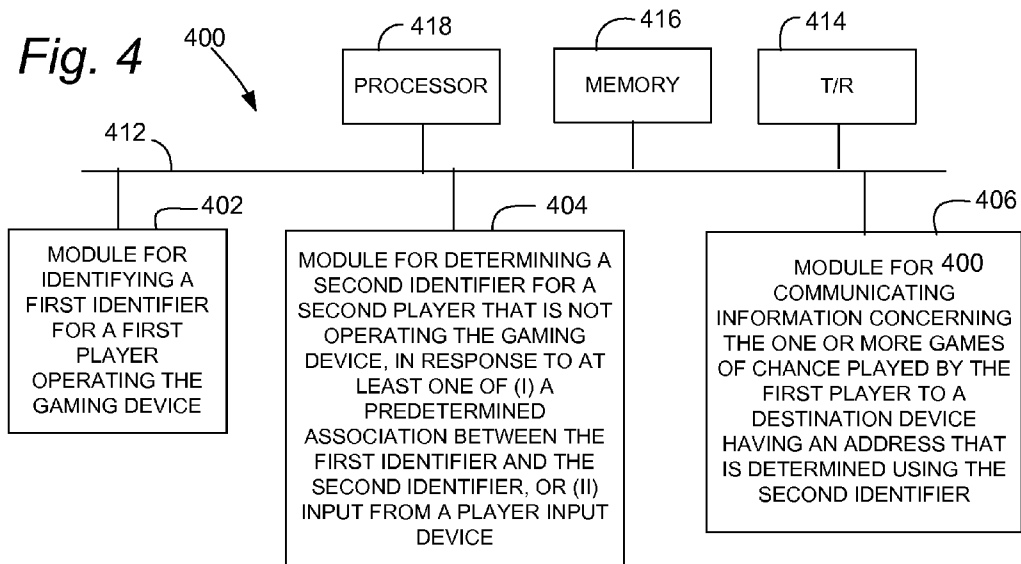 Fig. 4
400
418
416
414
PROCESSOR
MEMORY
T/R
412
402
404
406
MODULE FOR
IDENTIFYING A
FIRST IDENTIFIER
FOR A FIRST
PLAYER
OPERATING THE
GAMING DEVICE
MODULE FOR DETERMINING A
SECOND IDENTIFIER FOR A
SECOND PLAYER THAT IS NOT
OPERATING THE GAMING
DEVICE, IN RESPONSE TO AT
LEAST ONE OF (I) A
PREDETERMINED
ASSOCIATION BETWEEN THE
FIRST IDENTIFIER AND THE
SECOND IDENTIFIER, OR (II)
INPUT FROM A PLAYER INPUT
DEVICE
MODULE FOR 400
COMMUNICATING
INFORMATION CONCERNING
THE ONE OR MORE GAMES
OF CHANCE PLAYED BY THE
FIRST PLAYER TO A
DESTINATION DEVICE
HAVING AN ADDRESS THAT
IS DETERMINED USING THE
SECOND IDENTIFIER